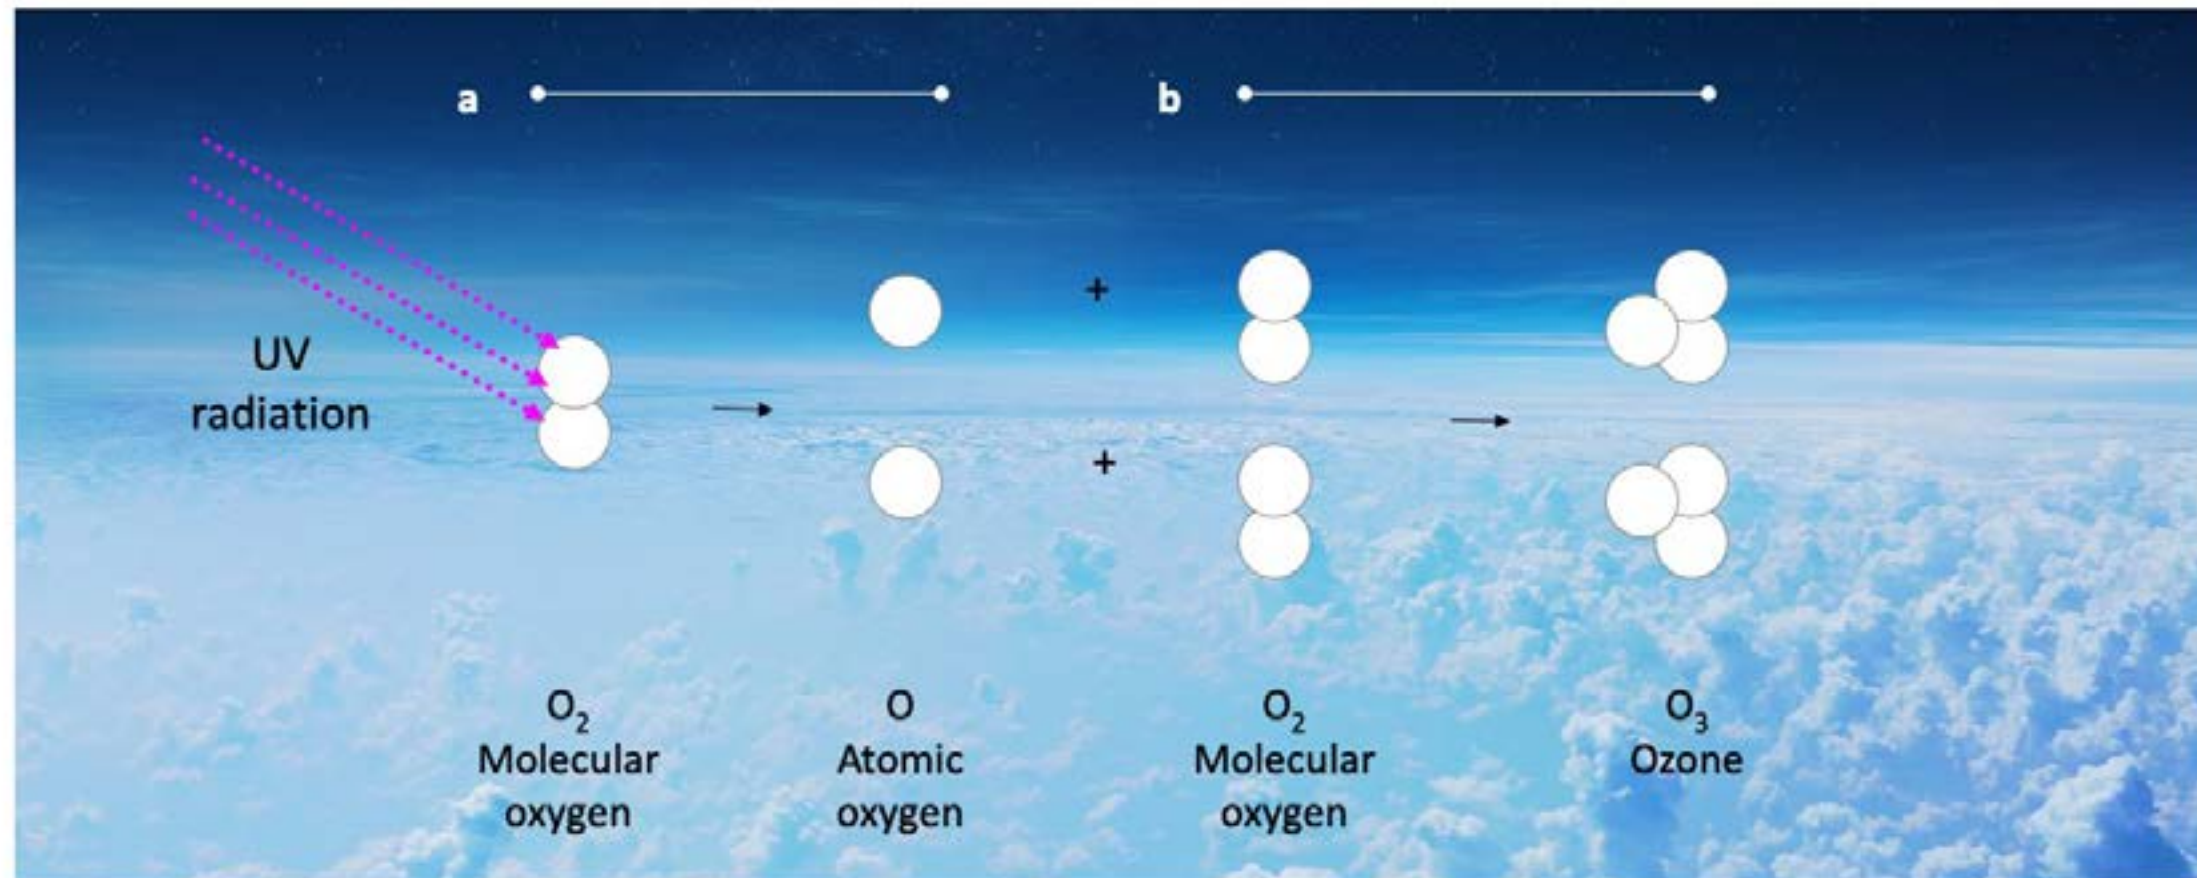 a
b
UV
radiation
+
+
O₂
Molecular
oxygen
O
Atomic
oxygen
O₂
Molecular
oxygen
O₃
Ozone